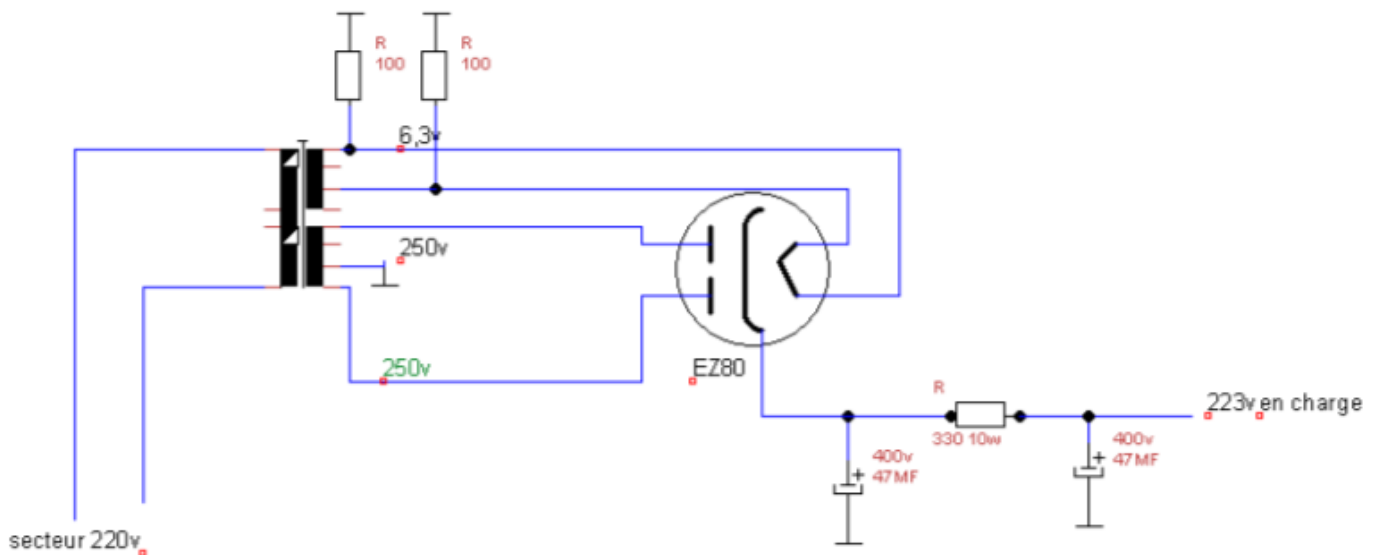 R
100
R
100
6,3v
250v
250v
EZ80
R
330 10w
223v en charge
400v
47MF
400v
47MF
secteur 220v